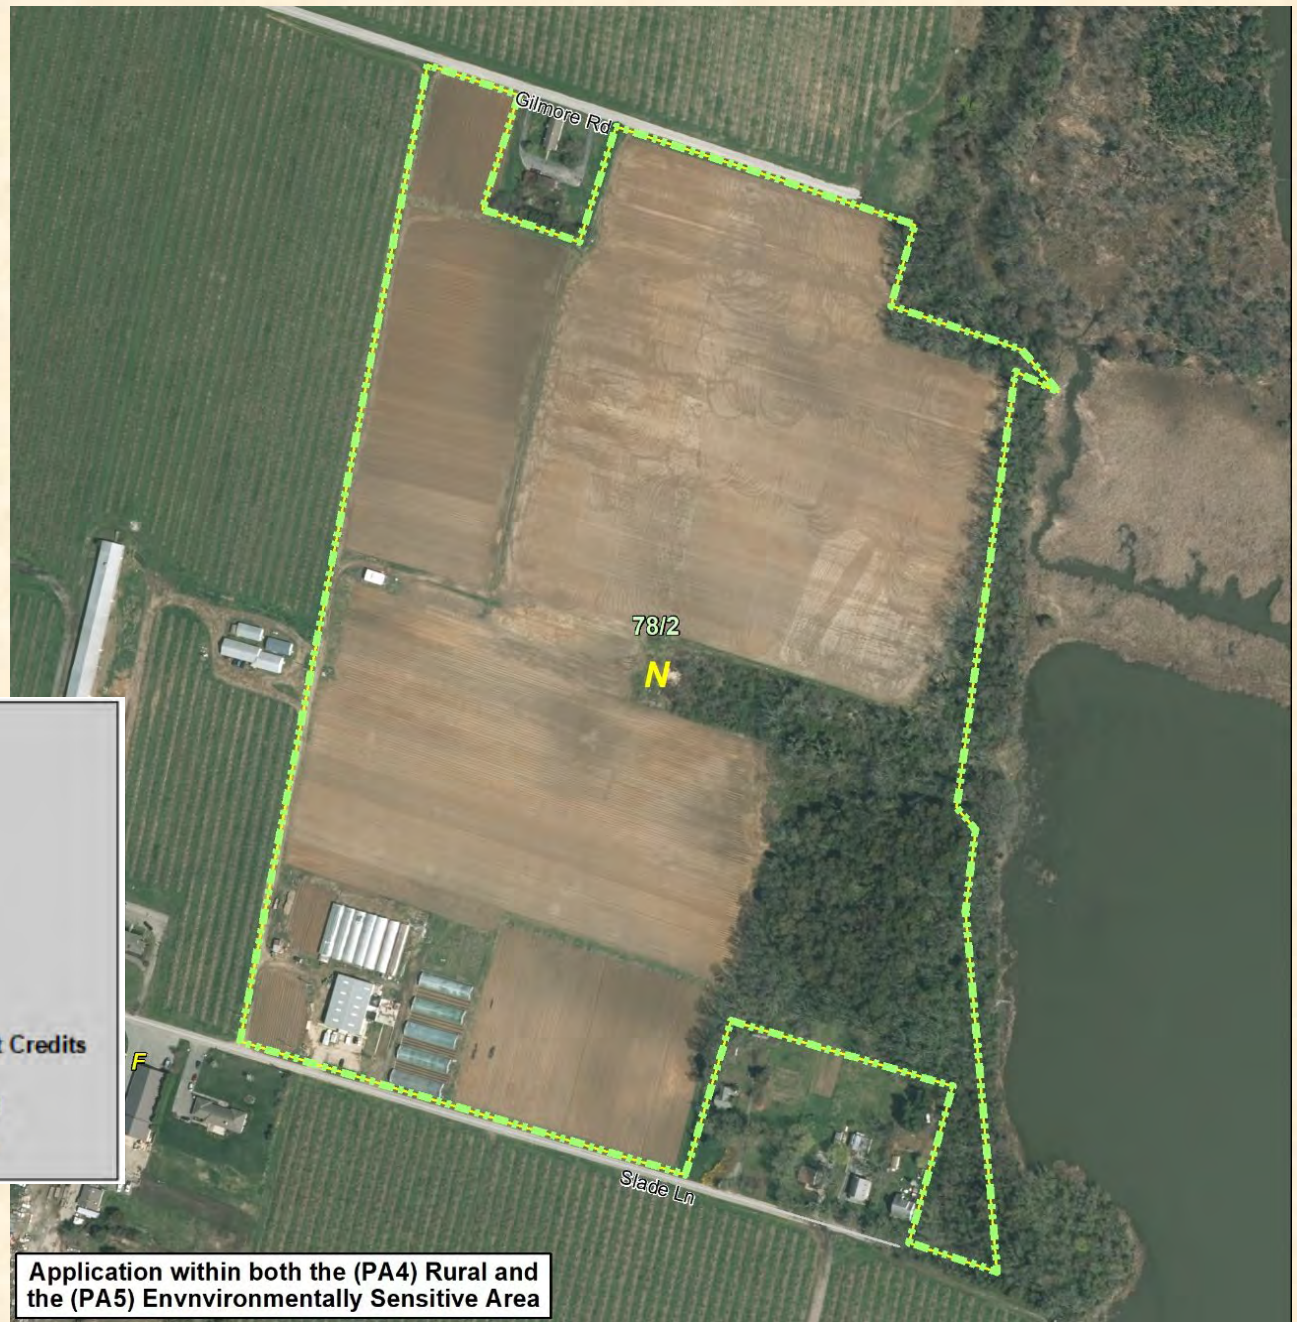 Gilmore Rd
78/2
N
t Credits
F
Slade Ln
Application within both the (PA4) Rural and
the (PA5) Envnvironmentally Sensitive Area